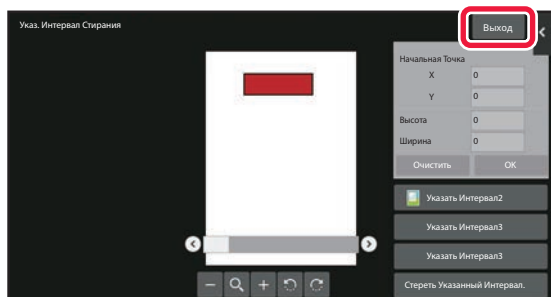 Указ. Интервал Стирания
Выход
Начальная Точка
X 0
Y 0
Высота 0
Ширина 0
Очистить OK
Указать Интервал2
Указать Интервал3
Указать Интервал3
Стереть Указанный Интервал.